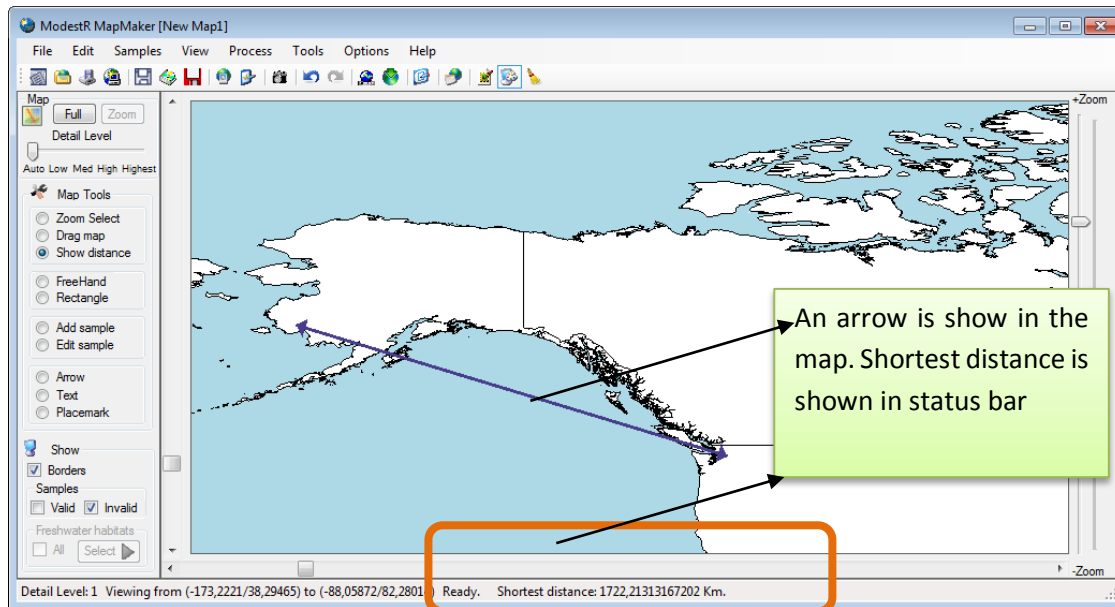 ModestR MapMaker [New Map1]
File Edit Samples View Process Tools Options Help
Map
Full Zoom
Detail Level
Auto Low Med High Highest
Map Tools
Zoom Select
Drag map
Show distance
FreeHand
Rectangle
Add sample
Edit sample
Arrow
Text
Placemark
Show
Borders
Samples
Valid Invalid
Freshwater habitats
All Select
+Zoom
An arrow is show in the
map. Shortest distance is
shown in status bar
-Zoom
Detail Level: 1 Viewing from (-173,2221/38,29465) to (-88,05872/82,2801 Ready. Shortest distance: 1722,21313167202 Km.